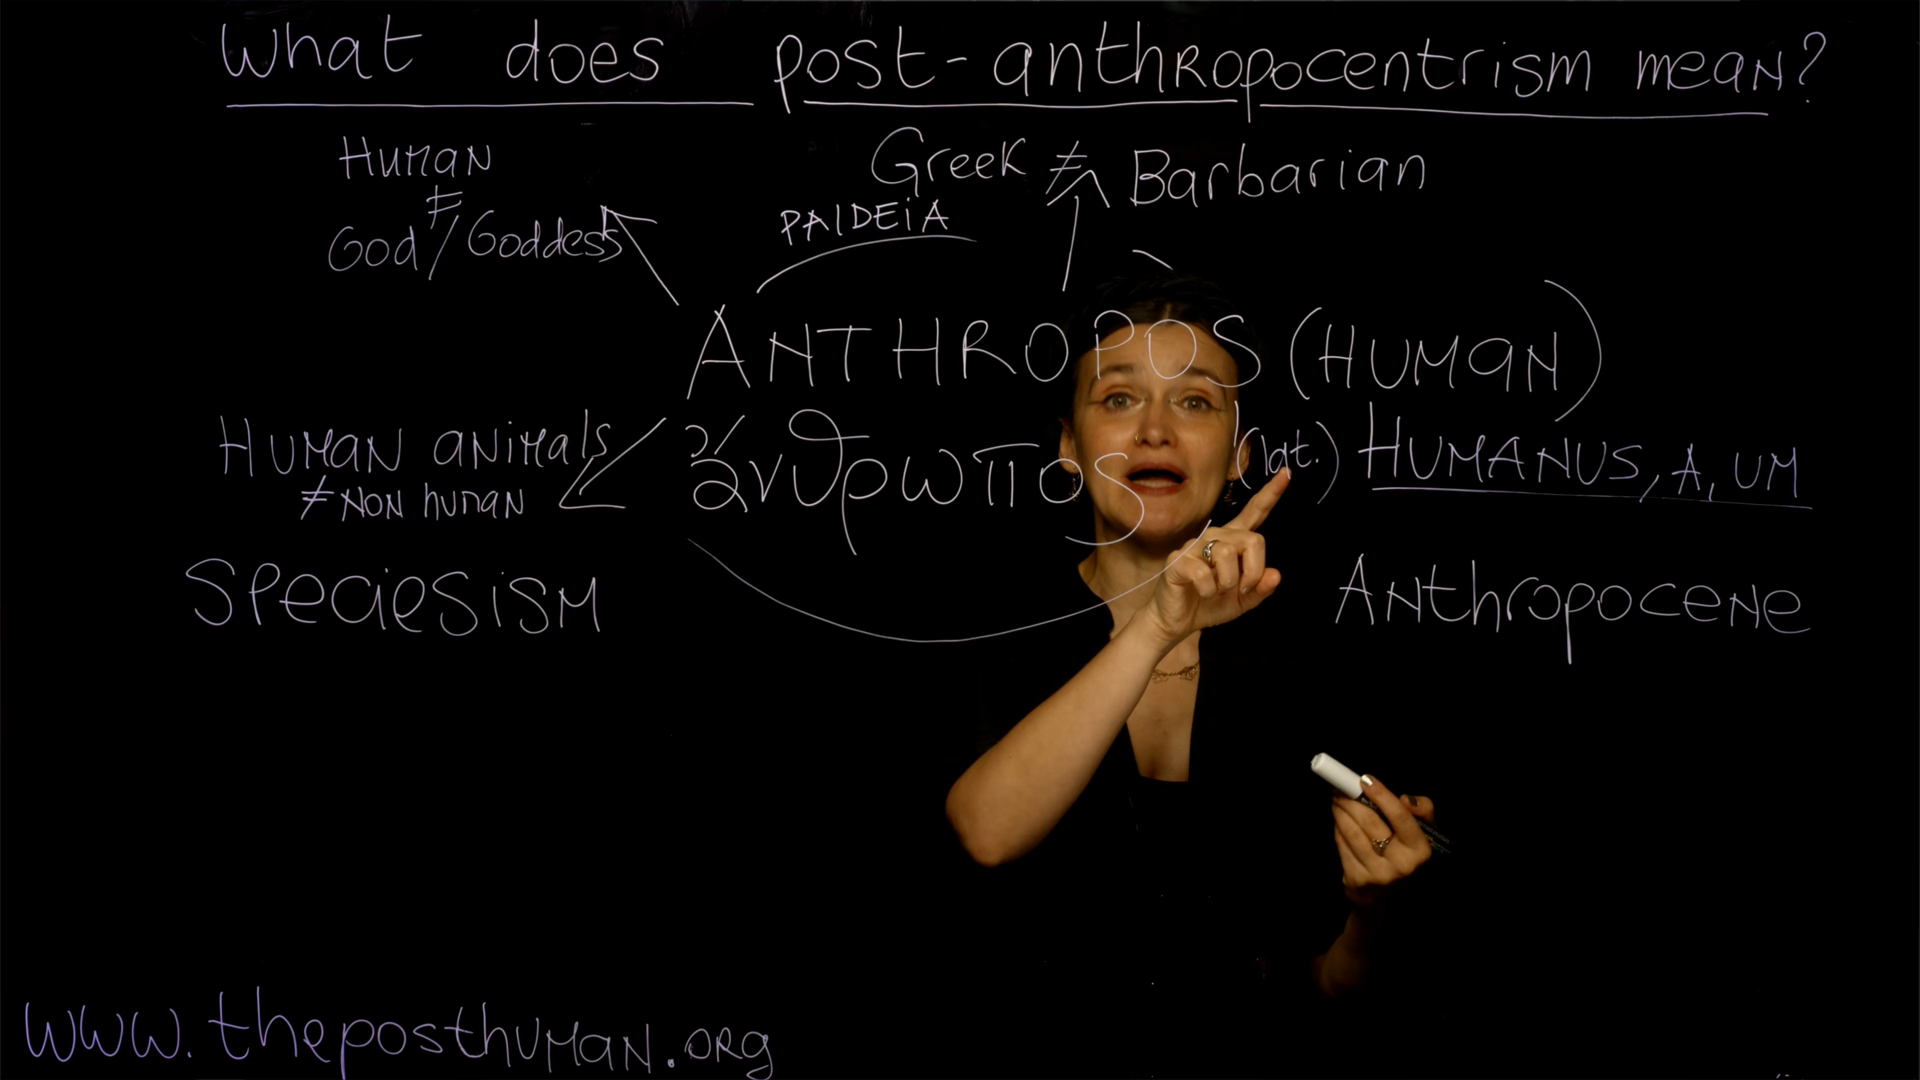 What does post-anthropocentrism mean?
Human
≠
God/Goddess
Greek ≠ Barbarian
PAIDEIA
ANTHROPOS (HUMAN)
ἄνθρωπος (lat.) HUMANUS, A, UM
HUMAN ANiMals
≠ NON human
SPECiESiSM
ANthropoceNe
www.theposthuman.org